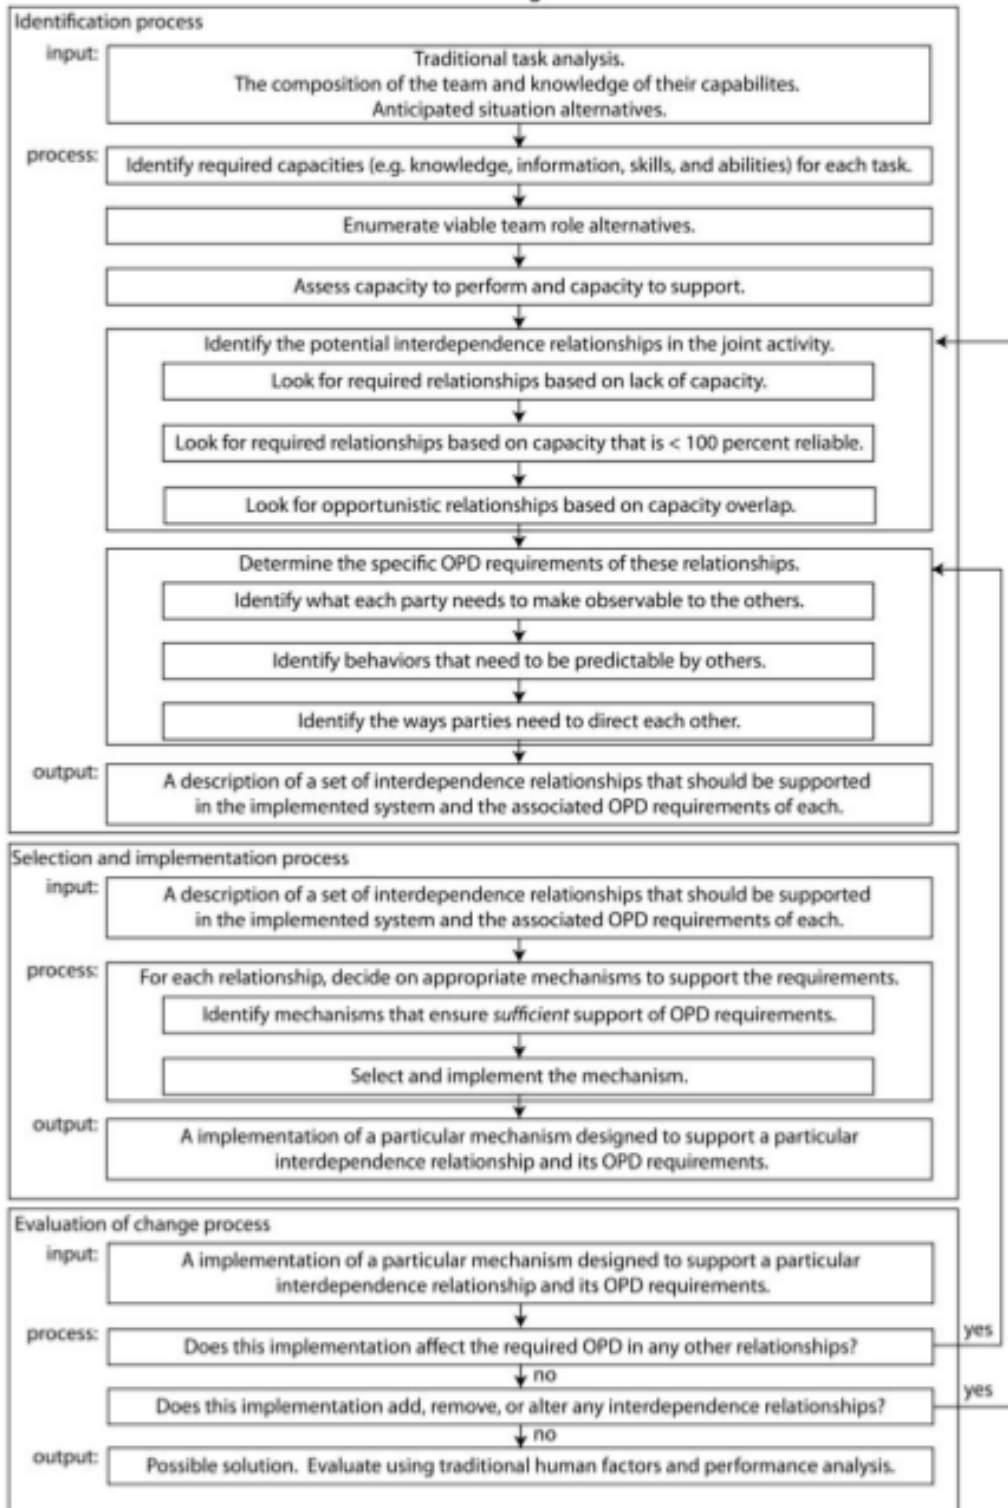 Identification process
input:
Traditional task analysis.
The composition of the team and knowledge of their capabilites.
Anticipated situation alternatives.
process:
Identify required capacities (e.g. knowledge, information, skills, and abilities) for each task.
Enumerate viable team role alternatives.
Assess capacity to perform and capacity to support.
Identify the potential interdependence relationships in the joint activity.
Look for required relationships based on lack of capacity.
Look for required relationships based on capacity that is < 100 percent reliable.
Look for opportunistic relationships based on capacity overlap.
Determine the specific OPD requirements of these relationships.
Identify what each party needs to make observable to the others.
Identify behaviors that need to be predictable by others.
Identify the ways parties need to direct each other.
output:
A description of a set of interdependence relationships that should be supported
in the implemented system and the associated OPD requirements of each.
Selection and implementation process
input:
A description of a set of interdependence relationships that should be supported
in the implemented system and the associated OPD requirements of each.
process:
For each relationship, decide on appropriate mechanisms to support the requirements.
Identify mechanisms that ensure sufficient support of OPD requirements.
Select and implement the mechanism.
output:
A implementation of a particular mechanism designed to support a particular
interdependence relationship and its OPD requirements.
Evaluation of change process
input:
A implementation of a particular mechanism designed to support a particular
interdependence relationship and its OPD requirements.
process:
Does this implementation affect the required OPD in any other relationships?
yes
no
Does this implementation add, remove, or alter any interdependence relationships?
yes
no
output:
Possible solution. Evaluate using traditional human factors and performance analysis.